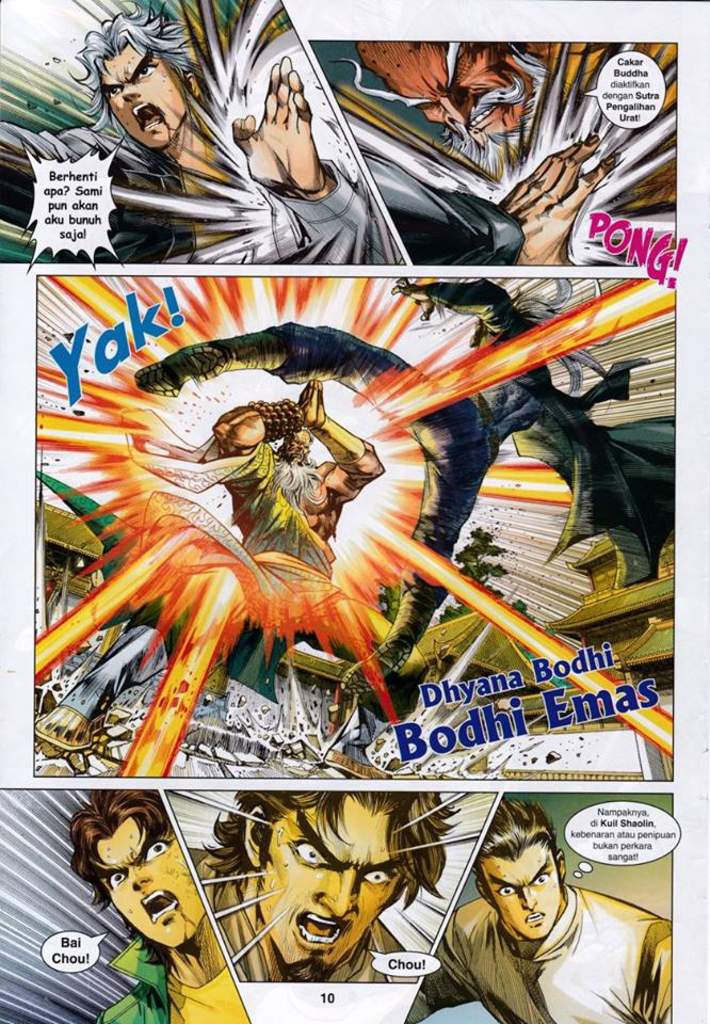 Berhenti
apa? Sami
pun akan
aku bunuh
saja!
Cakar
Buddha
diaktifkan
dengan Sutra
Pengalihan
Urat!
PONG!
Yak!
Dhyana Bodhi
Bodhi Emas
Bai
Chou!
Chou!
Nampaknya,
di Kuil Shaolin,
kebenaran atau penipuan
bukan perkara
sangat!
10